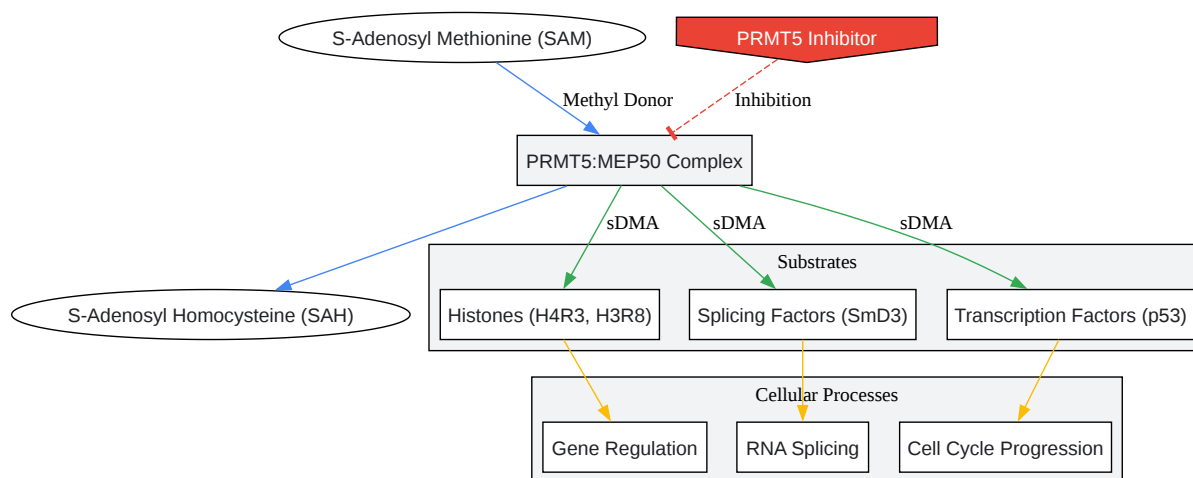 S-Adenosyl Methionine (SAM)
PRMT5 Inhibitor
Methyl Donor
Inhibition
PRMT5:MEP50 Complex
sDMA
sDMA
sDMA
Substrates
S-Adenosyl Homocysteine (SAH)
Histones (H4R3, H3R8)
Splicing Factors (SmD3)
Transcription Factors (p53)
Cellular Processes
Gene Regulation
RNA Splicing
Cell Cycle Progression